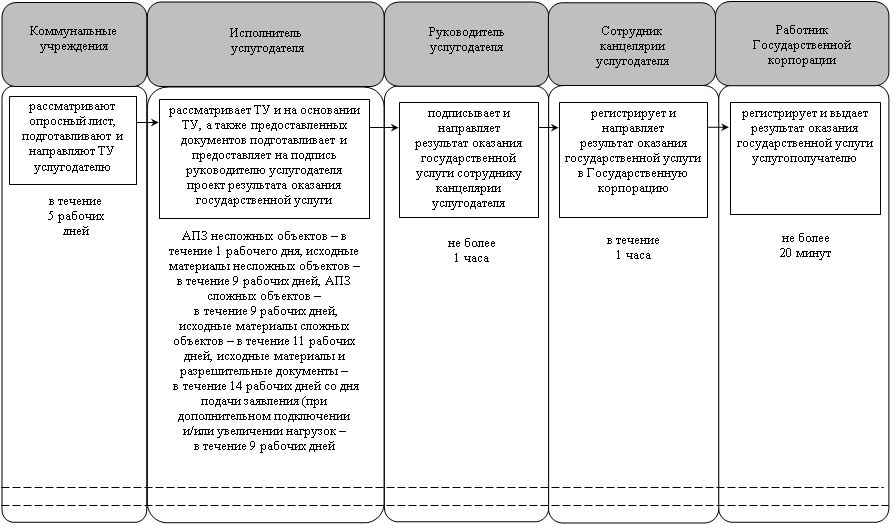 Коммунальные
учреждения
Исполнитель
услугодателя
Руководитель
услугодателя
Сотрудник
канцелярии
услугодателя
Работник
Государственной
корпорации
рассматривают
опросный лист,
подготавливают и
направляют ТУ
услугодателю
в течение
5 рабочих
дней
рассматривает ТУ и на основании
ТУ, а также предоставленных
документов подготавливает и
предоставляет на подпись
руководителю услугодателя
проект результата оказания
государственной услуги
АПЗ несложных объектов – в
течение 1 рабочего дня, исходные
материалы несложных объектов –
в течение 9 рабочих дней, АПЗ
сложных объектов –
в течение 9 рабочих дней,
исходные материалы сложных
объектов – в течение 11 рабочих
дней, исходные материалы и
разрешительные документы –
в течение 14 рабочих дней со дня
подачи заявления (при
дополнительном подключении
и/или увеличении нагрузок –
в течение 9 рабочих дней
подписывает и
направляет
результат оказания
государственной
услуги сотруднику
канцелярии
услугодателя
не более
1 часа
регистрирует и
направляет
результат оказания
государственной услуги
в Государственную
корпорацию
в течение
1 часа
регистрирует и выдает
результат оказания
государственной услуги
услугополучателю
не более
20 минут